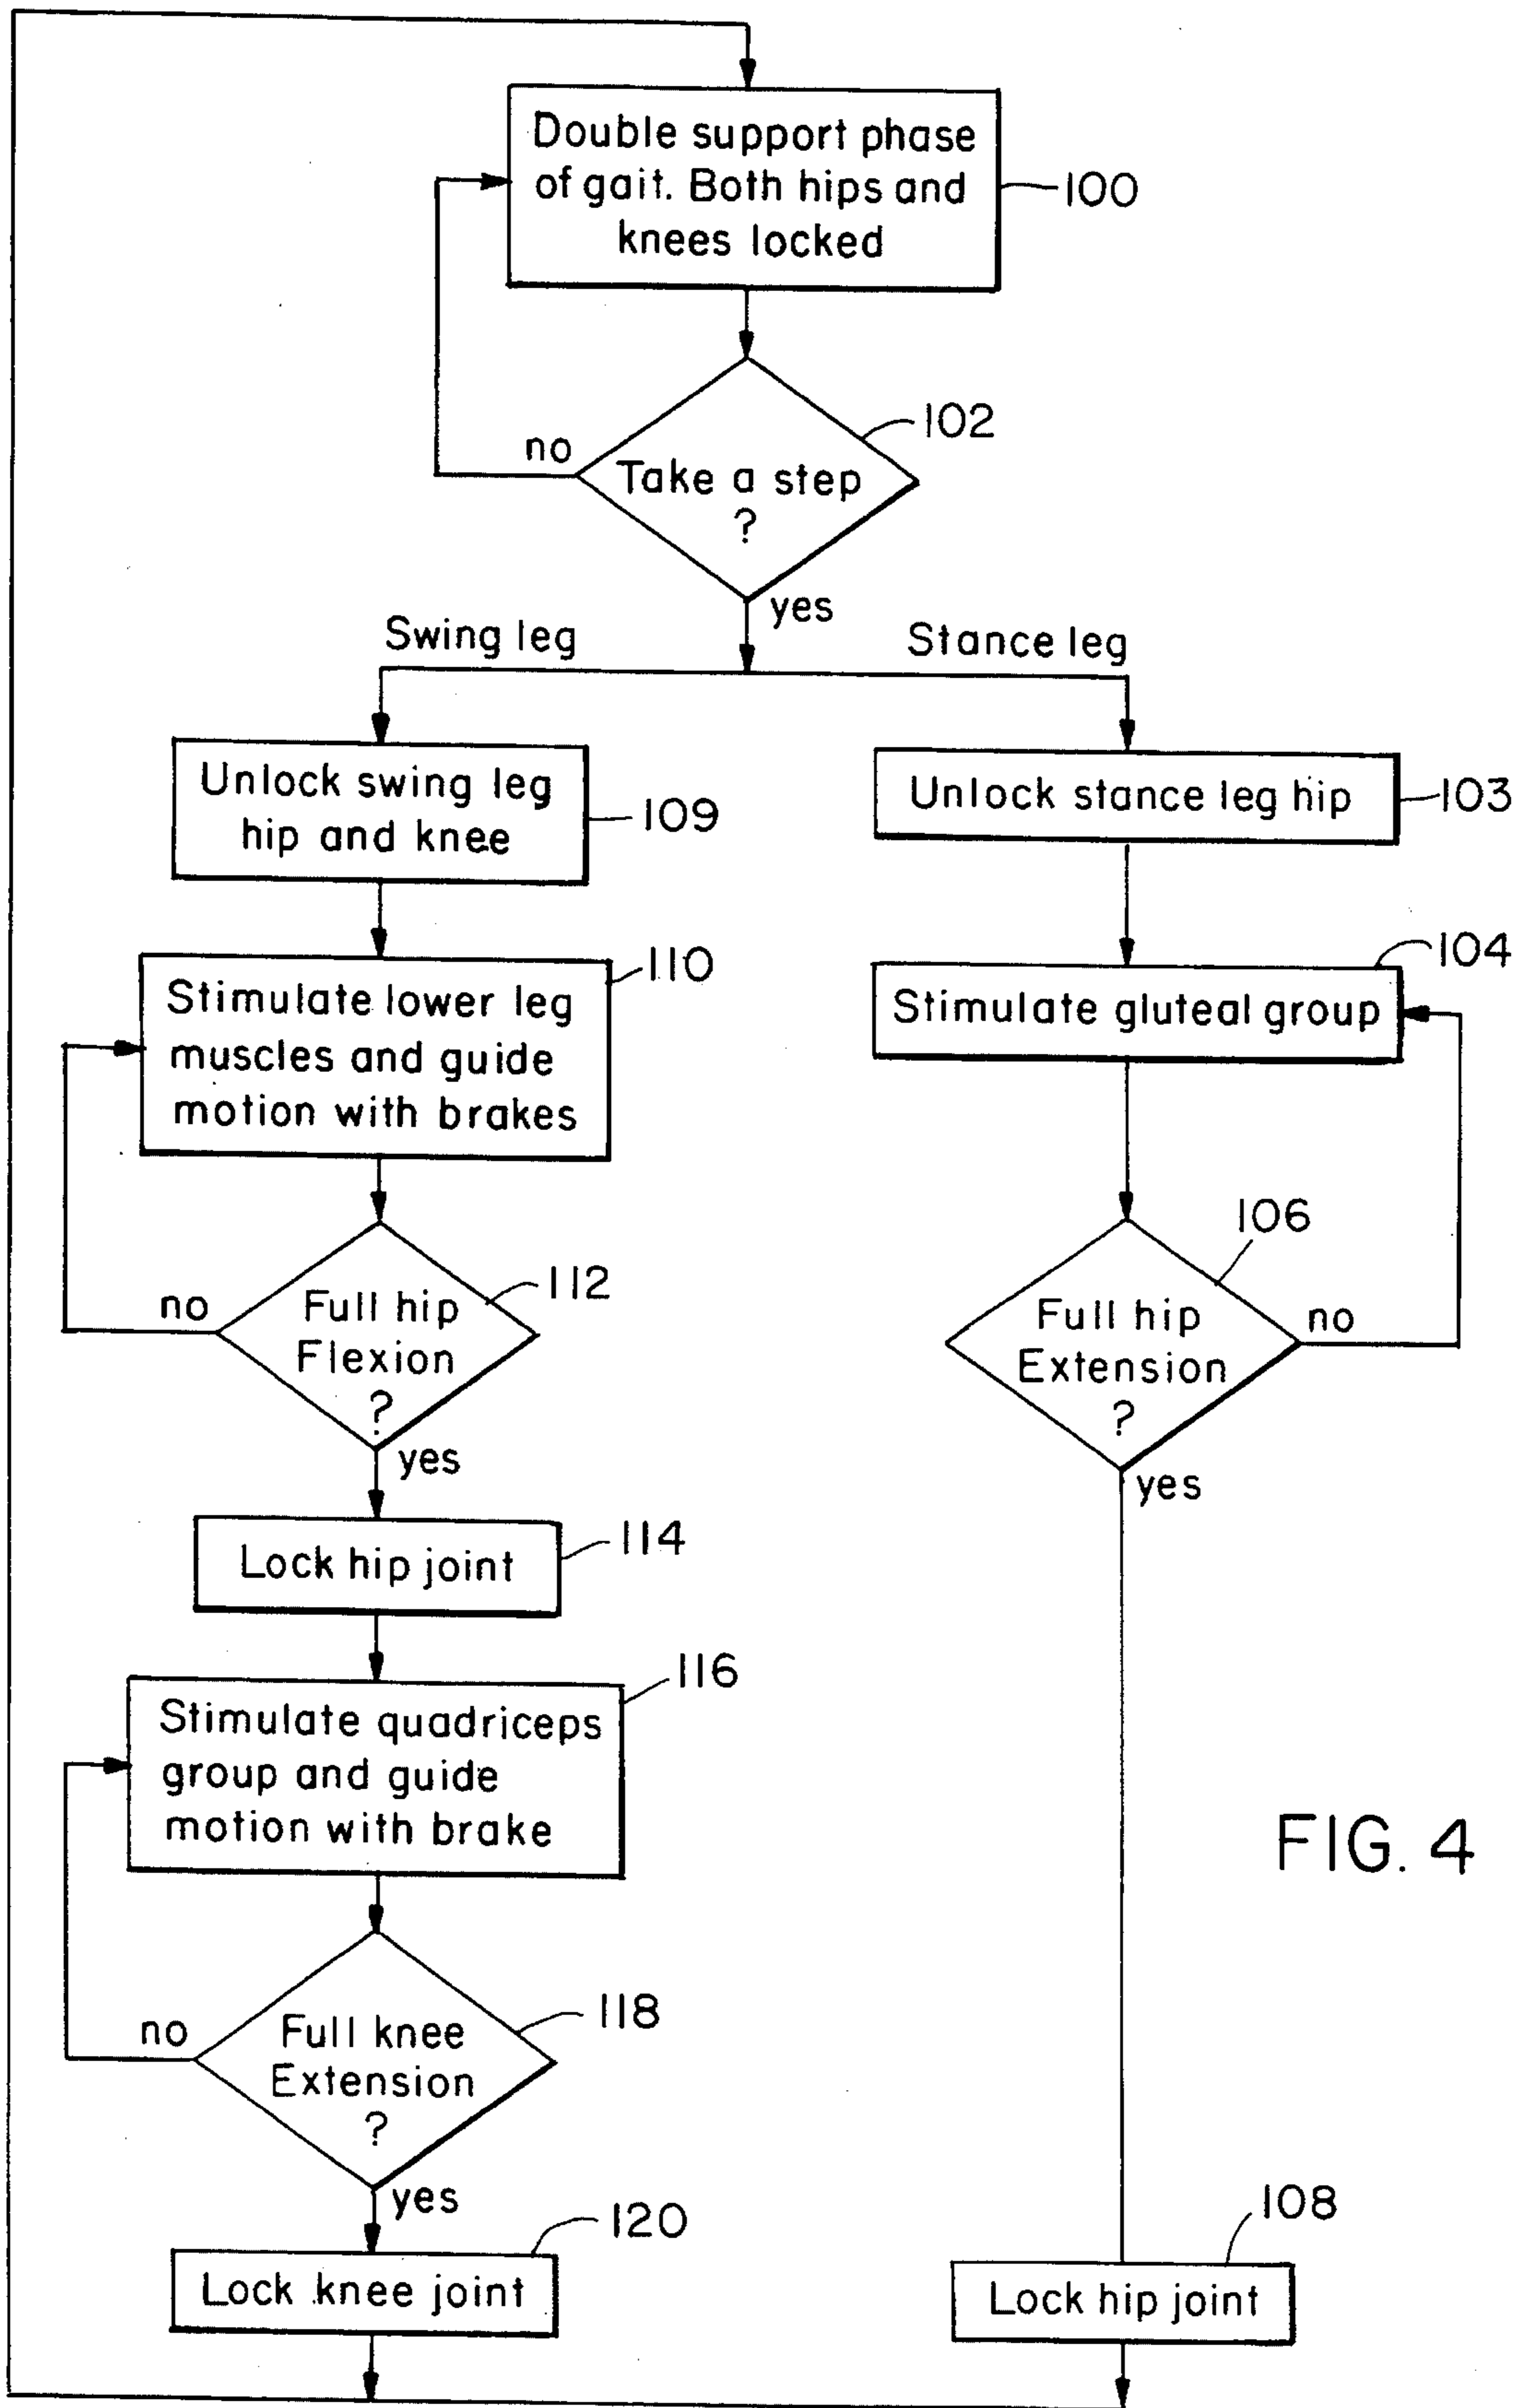 Double support phase
of gait. Both hips and
knees locked
100
102
no
Take a step
?
yes
Swing leg
Stance leg
Unlock swing leg
hip and knee
109
Unlock stance leg hip
103
110
Stimulate lower leg
muscles and guide
motion with brakes
104
Stimulate gluteal group
112
no
Full hip
Flexion
?
yes
106
Full hip
Extension
?
no
yes
114
Lock hip joint
116
Stimulate quadriceps
group and guide
motion with brake
FIG. 4
118
no
Full knee
Extension
?
yes
120
Lock knee joint
108
Lock hip joint